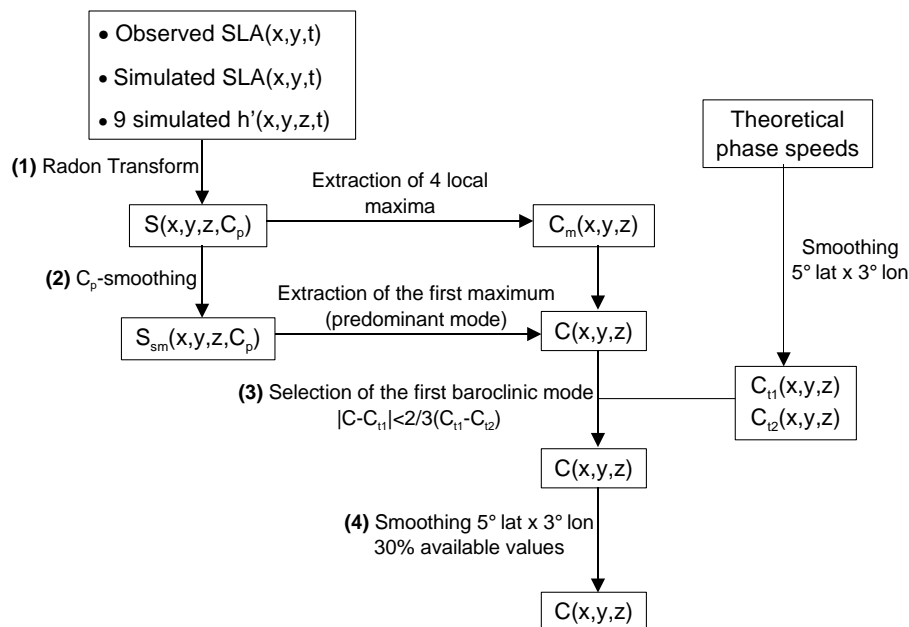 • Observed SLA(x,y,t)
• Simulated SLA(x,y,t)
• 9 simulated h'(x,y,z,t)
Theoretical
phase speeds
(1) Radon Transform
Extraction of 4 local
maxima
S(x,y,z,Cp)
Cm(x,y,z)
Smoothing
5° lat x 3° lon
(2) Cp-smoothing
Extraction of the first maximum
(predominant mode)
Ssm(x,y,z,Cp)
C(x,y,z)
(3) Selection of the first baroclinic mode
|C-Ct1|<2/3(Ct1-Ct2)
Ct1(x,y,z)
Ct2(x,y,z)
C(x,y,z)
(4) Smoothing 5° lat x 3° lon
30% available values
C(x,y,z)